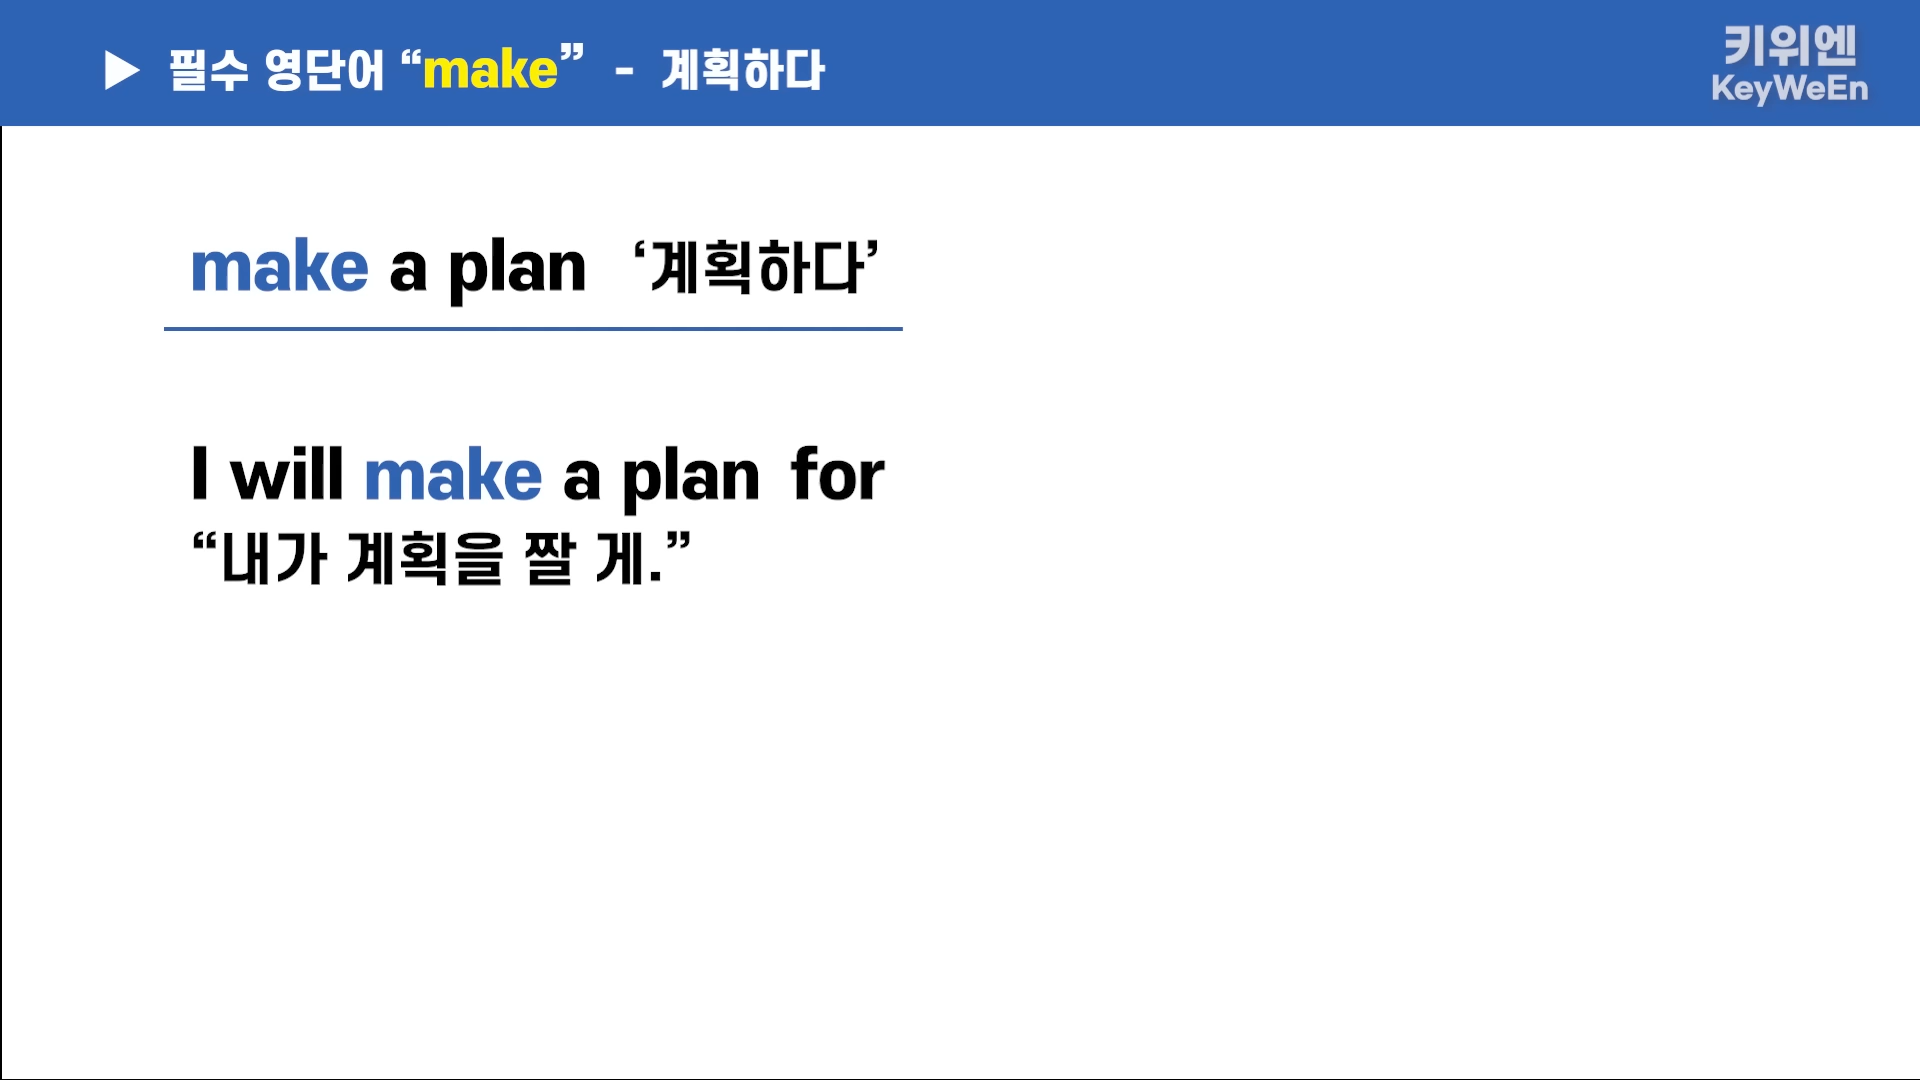 ▶ 필수 영단어 “make” - 계획하다
키위엔
KeyWeEn
make a plan ‘계획하다’
I will make a plan for
“내가 계획을 짤 게.”